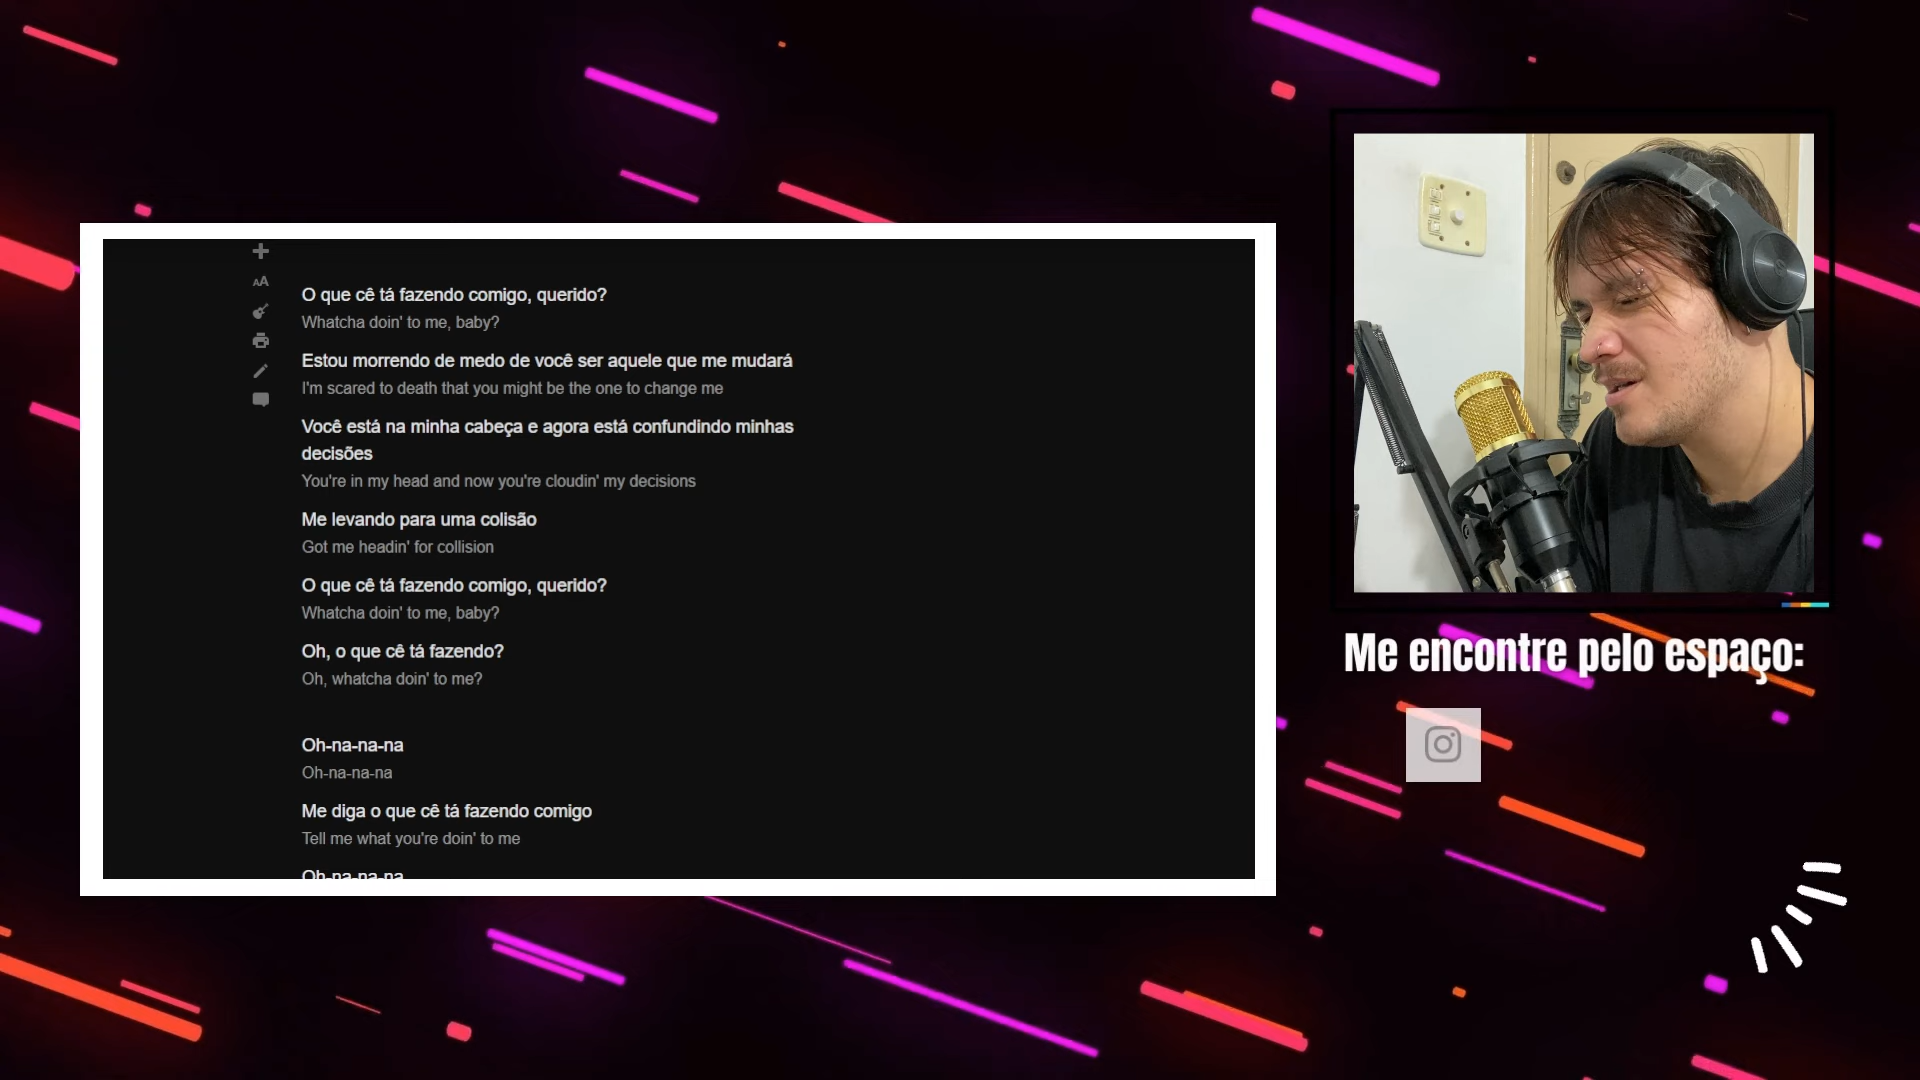 AA
O que cê tá fazendo comigo, querido?
Whatcha doin' to me, baby?
Estou morrendo de medo de você ser aquele que me mudará
I'm scared to death that you might be the one to change me
Você está na minha cabeça e agora está confundindo minhas
decisões
You're in my head and now you're cloudin' my decisions
Me levando para uma colisão
Got me headin' for collision
O que cê tá fazendo comigo, querido?
Whatcha doin' to me, baby?
Oh, o que cê tá fazendo?
Oh, whatcha doin' to me?
Oh-na-na-na
Oh-na-na-na
Me diga o que cê tá fazendo comigo
Tell me what you're doin' to me
Oh-na-na-na
Me encontre pelo espaço: